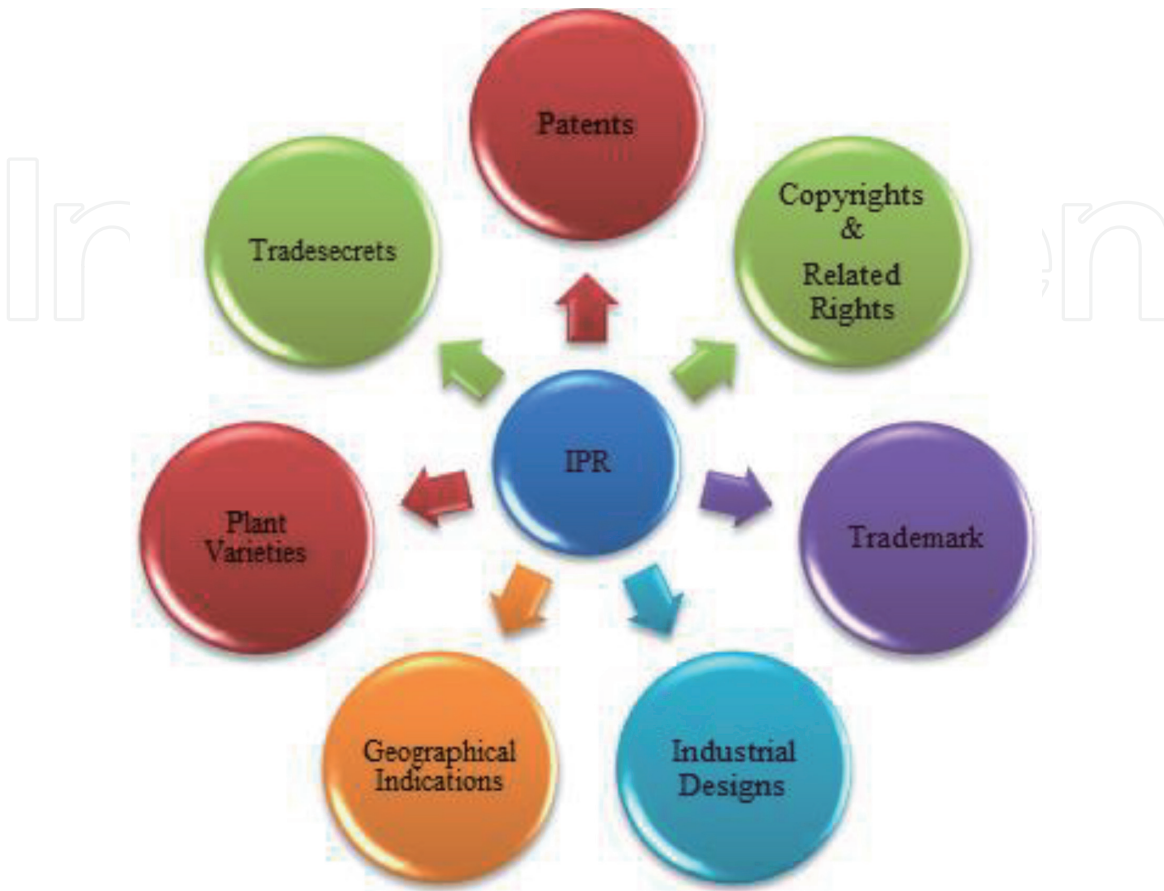 Patents
Copyrights
&
Related
Rights
Tradesecrets
IPR
Plant
Varieties
Trademark
Geographical
Indications
Industrial
Designs